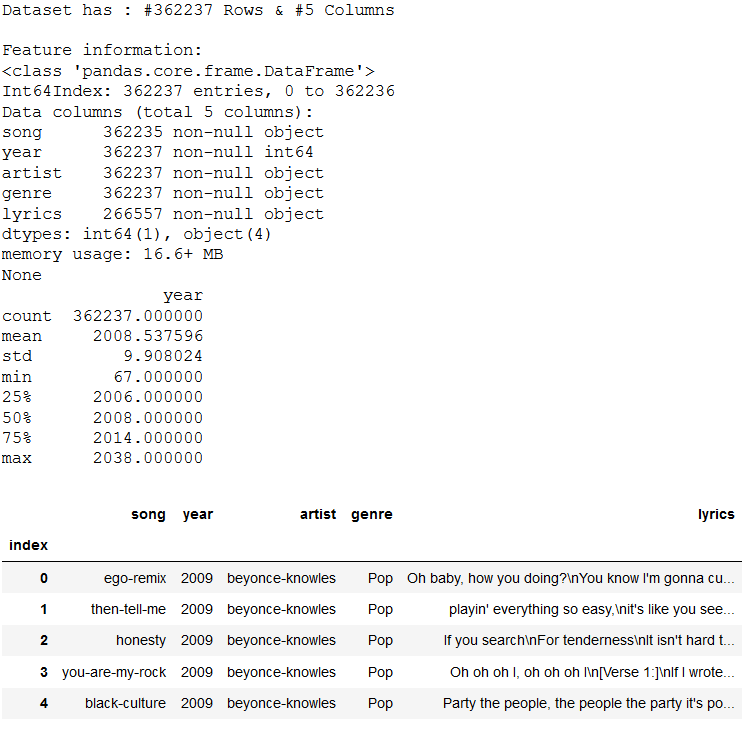 Dataset has : #362237 Rows & #5 Columns
Feature information:
<class 'pandas.core.frame.DataFrame'>
Int64Index: 362237 entries, 0 to 362236
Data columns (total 5 columns):
song      362235 non-null object
year      362237 non-null int64
artist    362237 non-null object
genre     362237 non-null object
lyrics    266557 non-null object
dtypes: int64(1), object(4)
memory usage: 16.6+ MB
None
                year
count  362237.000000
mean     2008.537596
std         9.908024
min        67.000000
25%      2006.000000
50%      2008.000000
75%      2014.000000
max      2038.000000
song year artist genre lyrics
index
0 ego-remix 2009 beyonce-knowles Pop Oh baby, how you doing?\nYou know I'm gonna cu...
1 then-tell-me 2009 beyonce-knowles Pop playin' everything so easy,\nit's like you see...
2 honesty 2009 beyonce-knowles Pop If you search\nFor tenderness\nIt isn't hard t...
3 you-are-my-rock 2009 beyonce-knowles Pop Oh oh oh I, oh oh oh I\n[Verse 1:]\nIf I wrote...
4 black-culture 2009 beyonce-knowles Pop Party the people, the people the party it's po...